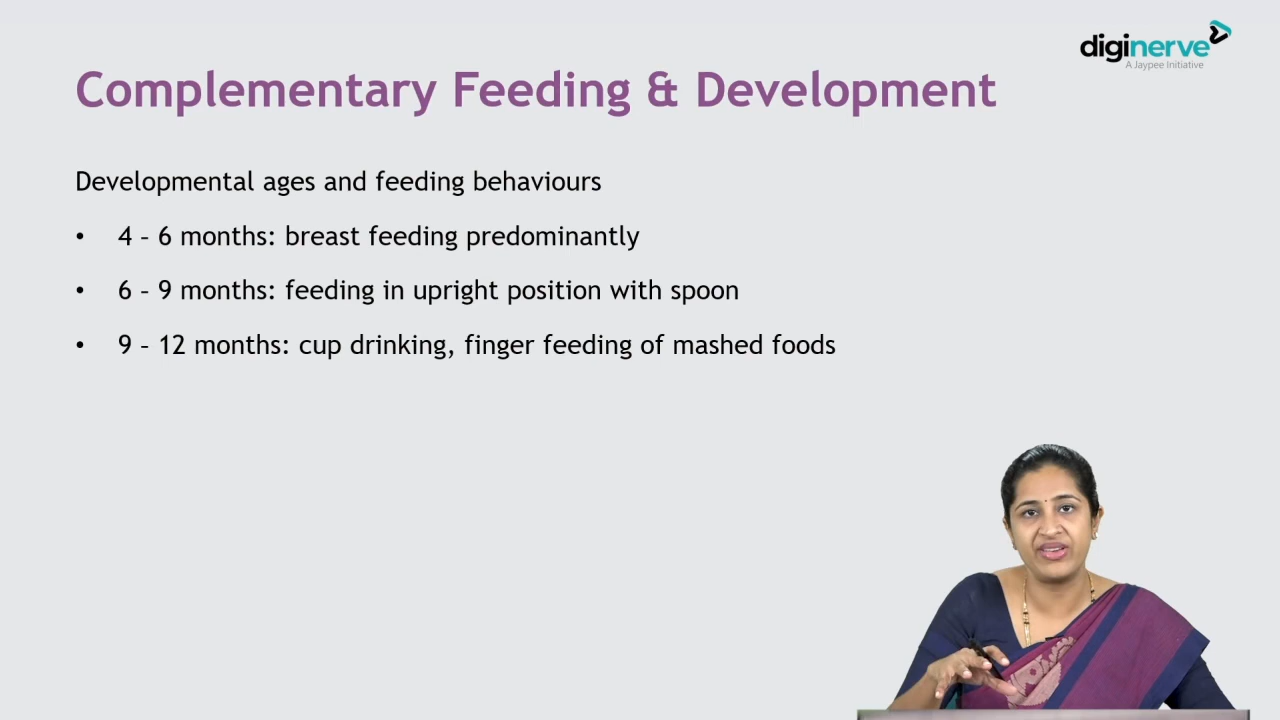 diginerve
A Jaypee Initiative
Complementary Feeding & Development
Developmental ages and feeding behaviours
• 4 – 6 months: breast feeding predominantly
• 6 – 9 months: feeding in upright position with spoon
• 9 – 12 months: cup drinking, finger feeding of mashed foods